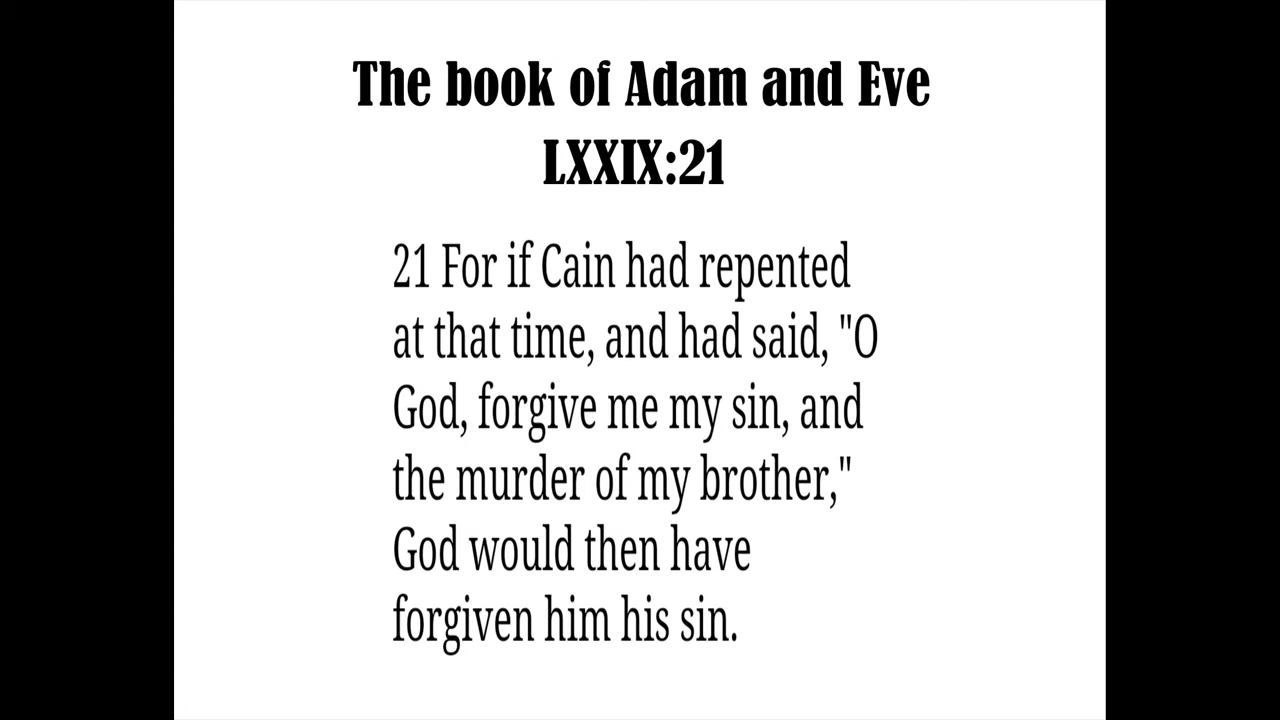 The book of Adam and Eve
LXXIX:21
21 For if Cain had repented
at that time, and had said, "O
God, forgive me my sin, and
the murder of my brother,"
God would then have
forgiven him his sin.